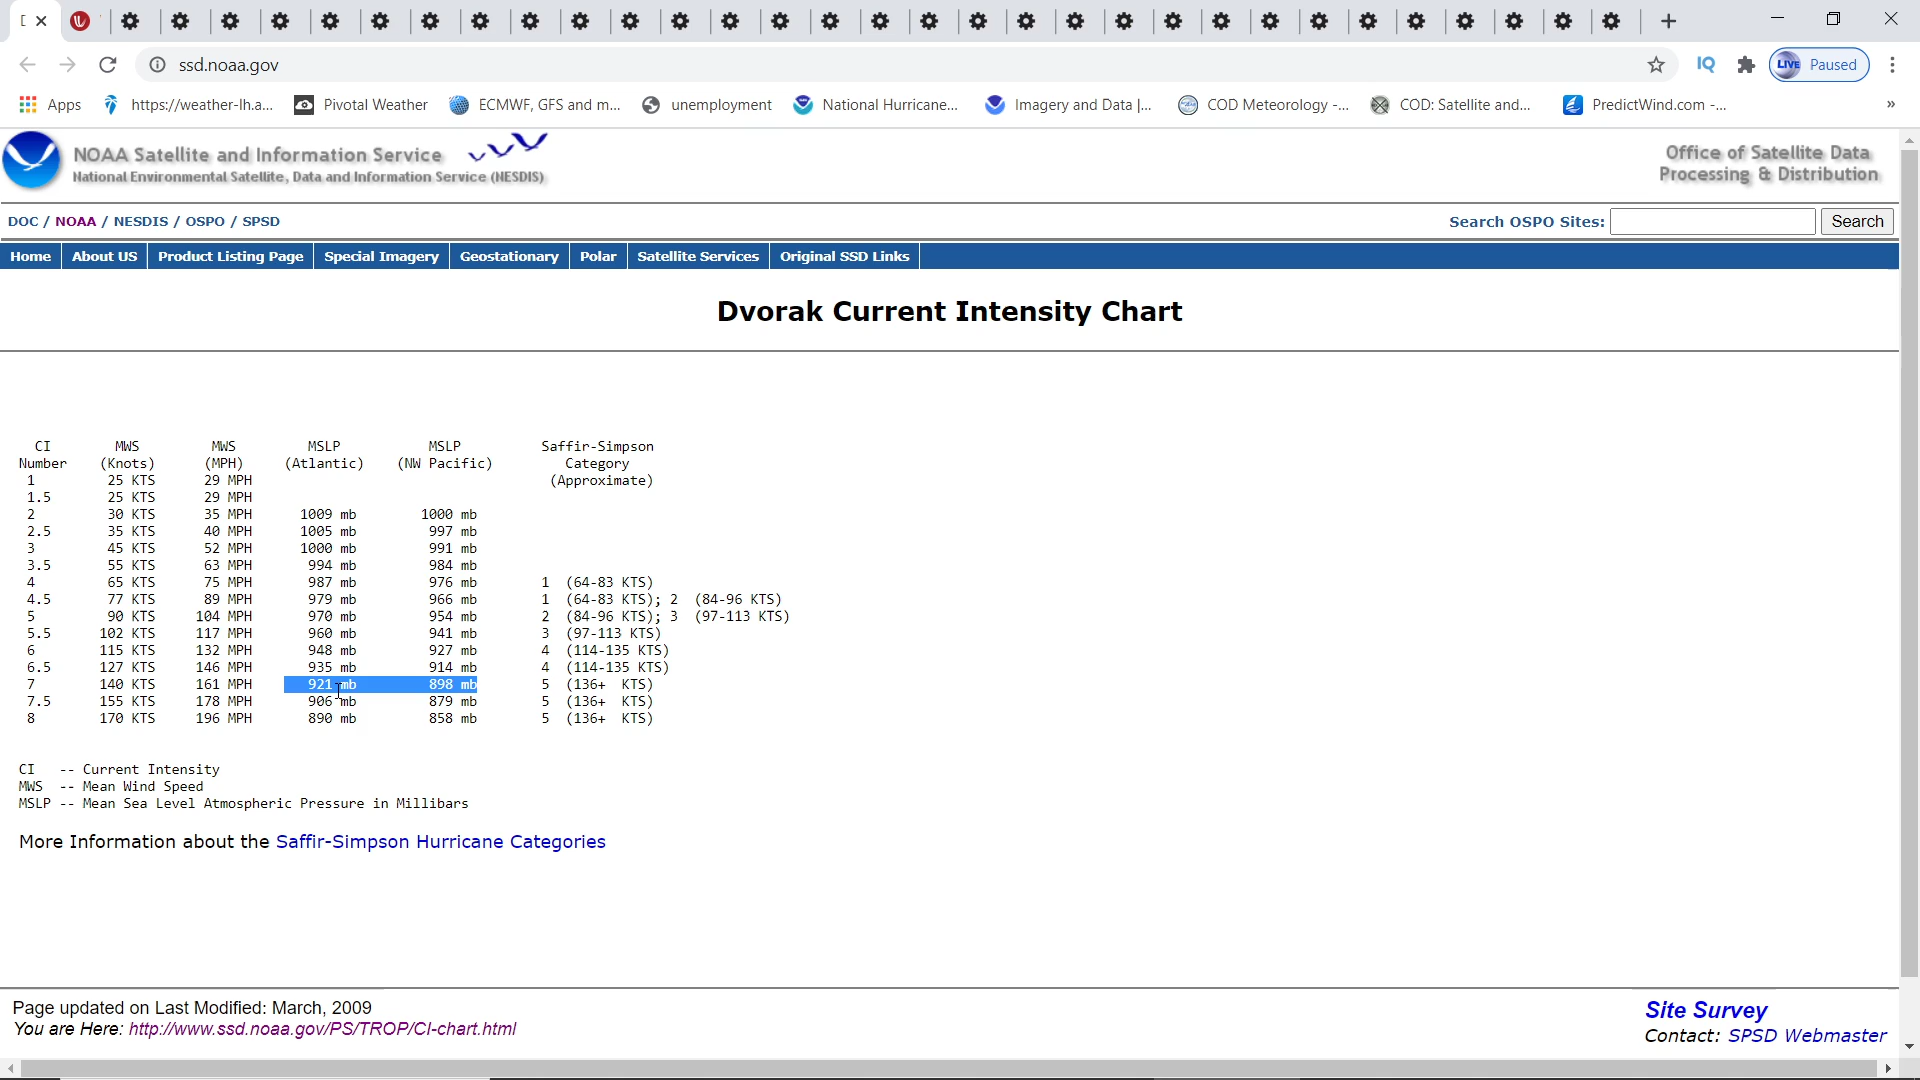 ssd.noaa.gov
IQ
LIVE Paused
Apps https://weather-lh.a... Pivotal Weather ECMWF, GFS and m... unemployment National Hurricane... Imagery and Data |... COD Meteorology -... COD: Satellite and... PredictWind.com -... »
NOAA Satellite and Information Service
National Environmental Satellite, Data and Information Service (NESDIS)
Office of Satellite Data
Processing & Distribution
DOC / NOAA / NESDIS / OSPO / SPSD
Search OSPO Sites: Search
Home About US Product Listing Page Special Imagery Geostationary Polar Satellite Services Original SSD Links
Dvorak Current Intensity Chart
CI MWS MWS MSLP MSLP Saffir-Simpson
Number (Knots) (MPH) (Atlantic) (NW Pacific) Category
1 25 KTS 29 MPH (Approximate)
1.5 25 KTS 29 MPH
2 30 KTS 35 MPH 1009 mb 1000 mb
2.5 35 KTS 40 MPH 1005 mb 997 mb
3 45 KTS 52 MPH 1000 mb 991 mb
3.5 55 KTS 63 MPH 994 mb 984 mb
4 65 KTS 75 MPH 987 mb 976 mb 1 (64-83 KTS)
4.5 77 KTS 89 MPH 979 mb 966 mb 1 (64-83 KTS); 2 (84-96 KTS)
5 90 KTS 104 MPH 970 mb 954 mb 2 (84-96 KTS); 3 (97-113 KTS)
5.5 102 KTS 117 MPH 960 mb 941 mb 3 (97-113 KTS)
6 115 KTS 132 MPH 948 mb 927 mb 4 (114-135 KTS)
6.5 127 KTS 146 MPH 935 mb 914 mb 4 (114-135 KTS)
7 140 KTS 161 MPH 921 mb 898 mb 5 (136+ KTS)
7.5 155 KTS 178 MPH 906 mb 879 mb 5 (136+ KTS)
8 170 KTS 196 MPH 890 mb 858 mb 5 (136+ KTS)
CI -- Current Intensity
MWS -- Mean Wind Speed
MSLP -- Mean Sea Level Atmospheric Pressure in Millibars
More Information about the Saffir-Simpson Hurricane Categories
Page updated on Last Modified: March, 2009
You are Here: http://www.ssd.noaa.gov/PS/TROP/CI-chart.html
Site Survey
Contact: SPSD Webmaster